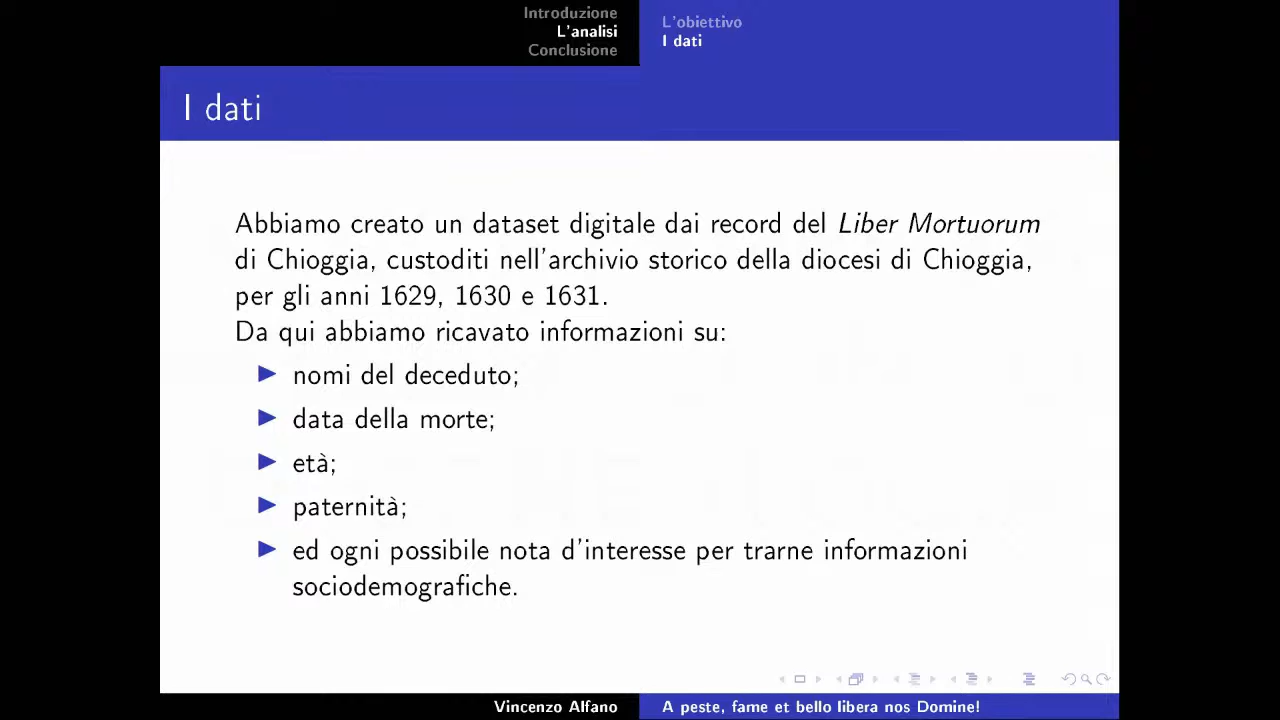 Introduzione
L'analisi
Conclusione
L'obiettivo
I dati
I dati
Abbiamo creato un dataset digitale dai record del Liber Mortuorum
di Chioggia, custoditi nell'archivio storico della diocesi di Chioggia,
per gli anni 1629, 1630 e 1631.
Da qui abbiamo ricavato informazioni su:
nomi del deceduto;
data della morte;
età;
paternità;
ed ogni possibile nota d'interesse per trarne informazioni
sociodemografiche.
Vincenzo Alfano
A peste, fame et bello libera nos Domine!